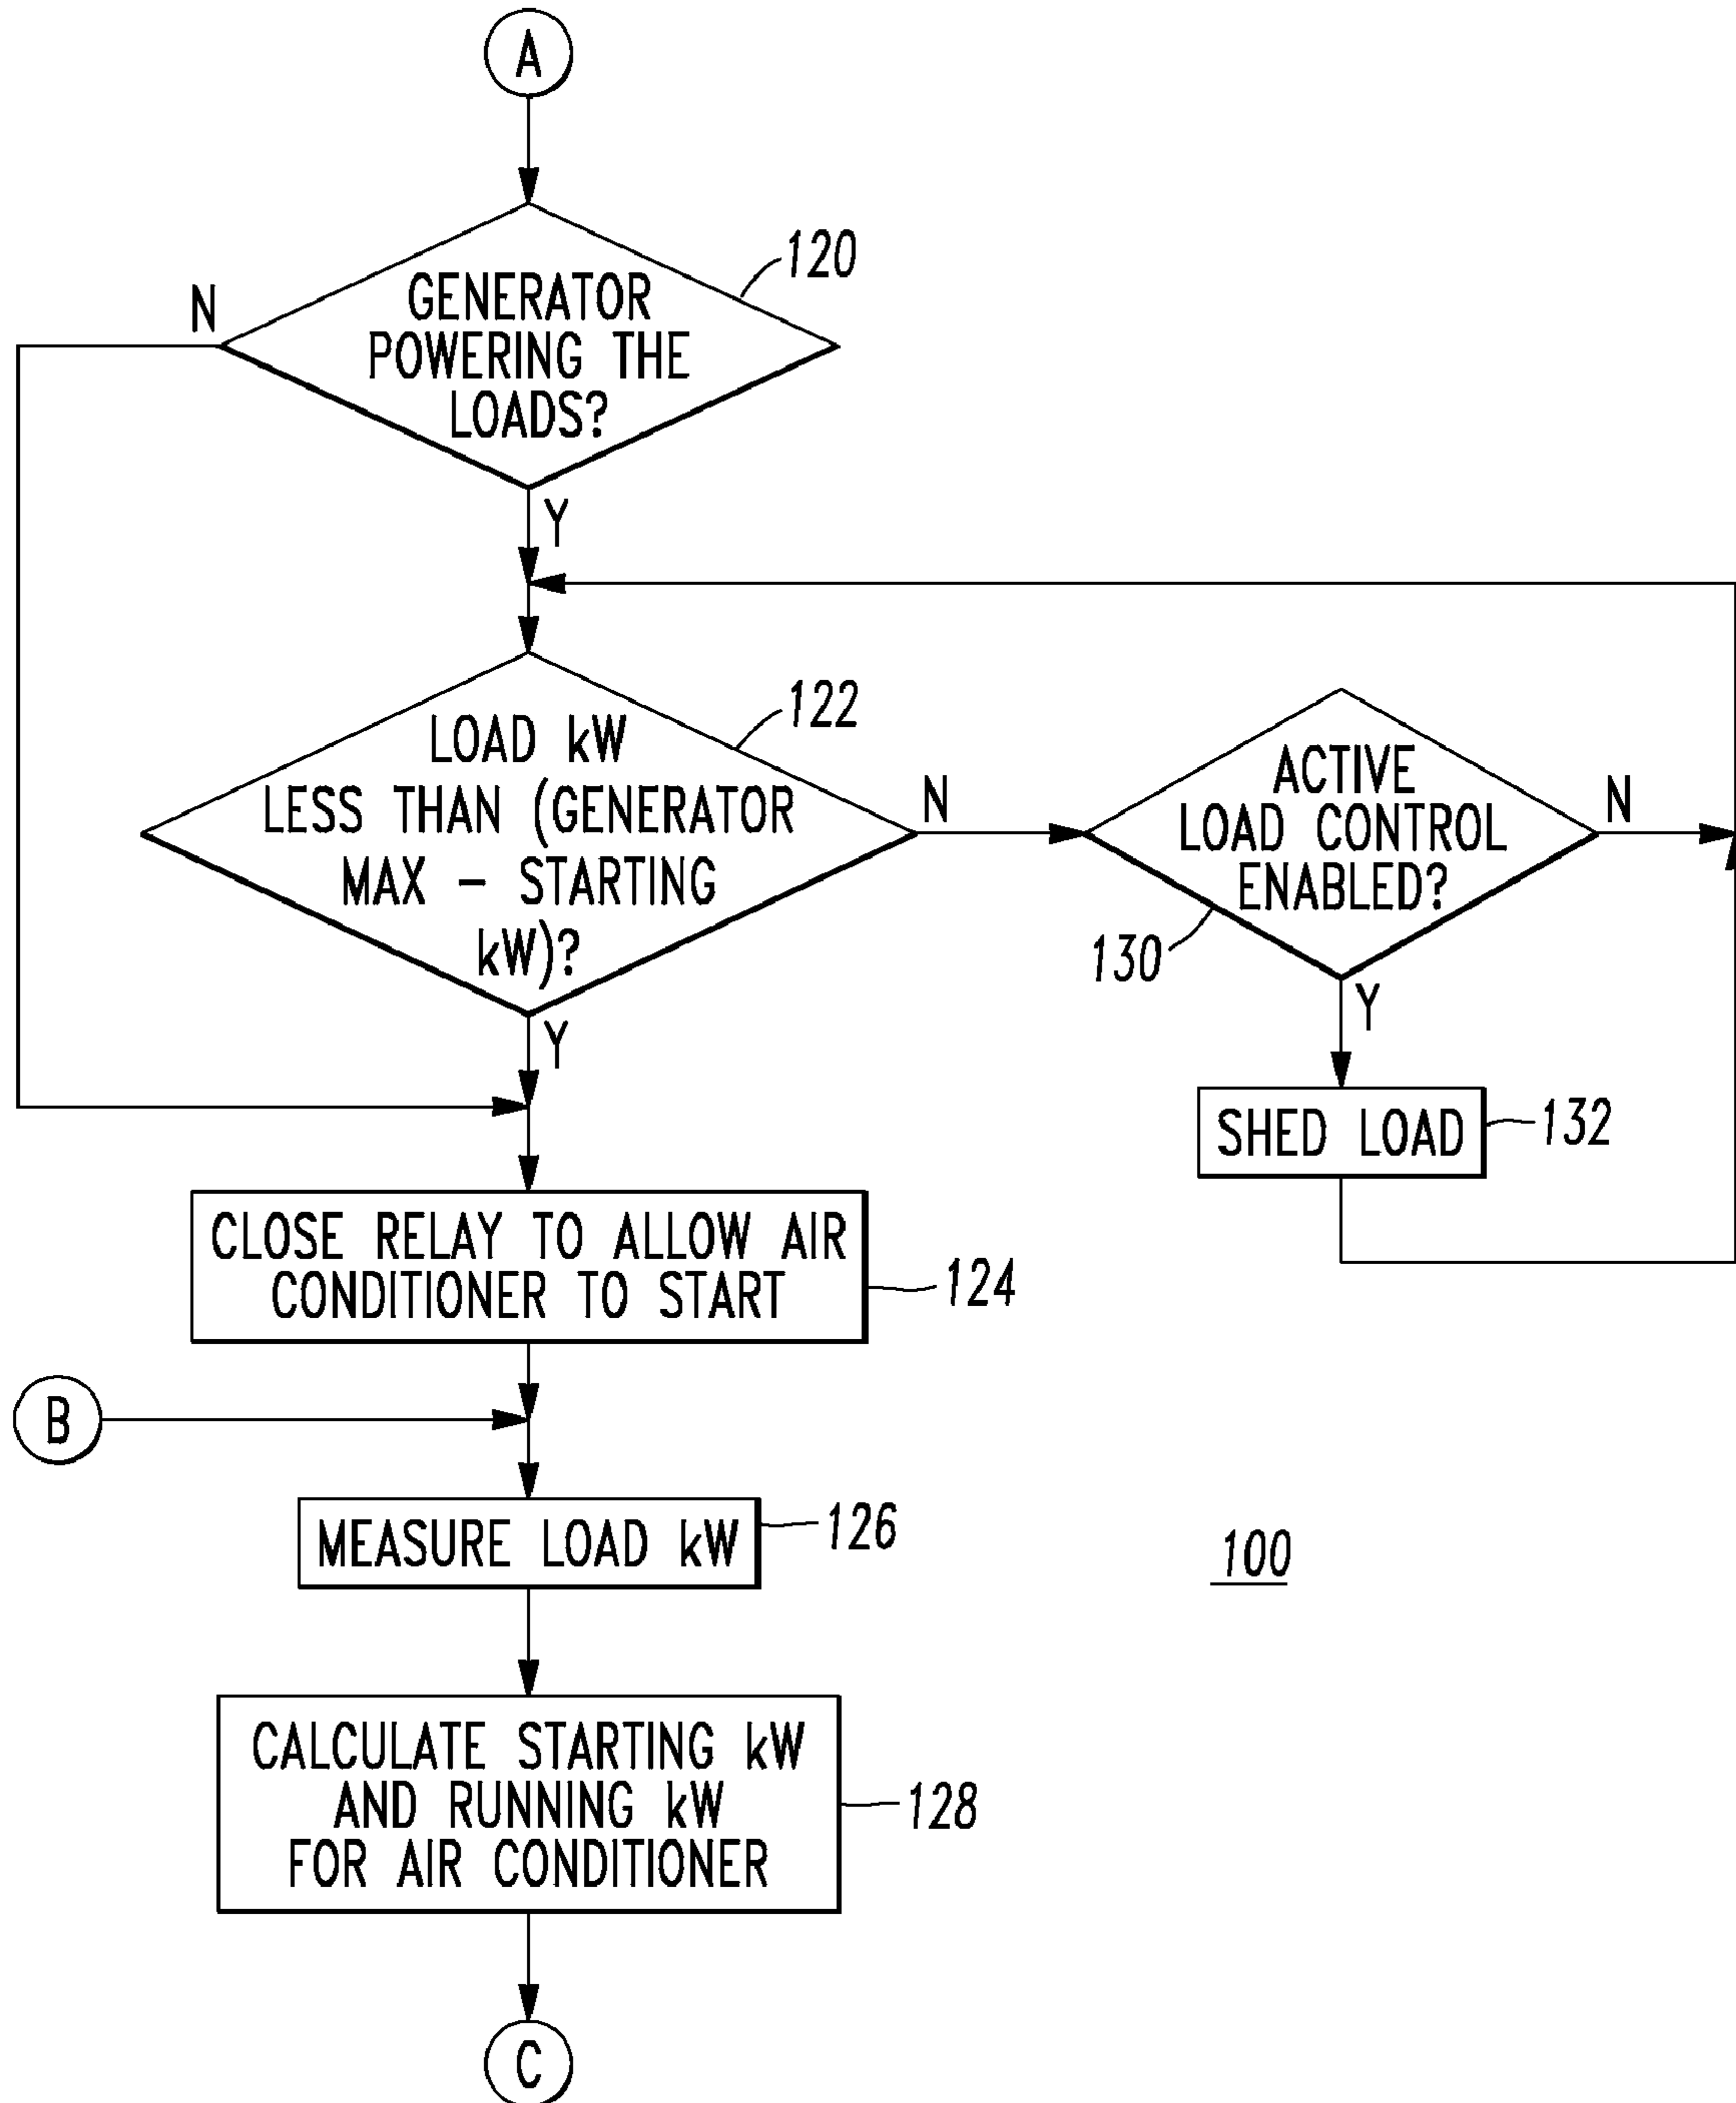 A
GENERATOR
POWERING THE
LOADS?
120
N
Y
LOAD kW
LESS THAN (GENERATOR
MAX – STARTING
kW)?
122
N
Y
ACTIVE
LOAD CONTROL
ENABLED?
130
N
Y
SHED LOAD
132
CLOSE RELAY TO ALLOW AIR
CONDITIONER TO START
124
B
MEASURE LOAD kW
126
100
CALCULATE STARTING kW
AND RUNNING kW
FOR AIR CONDITIONER
128
C